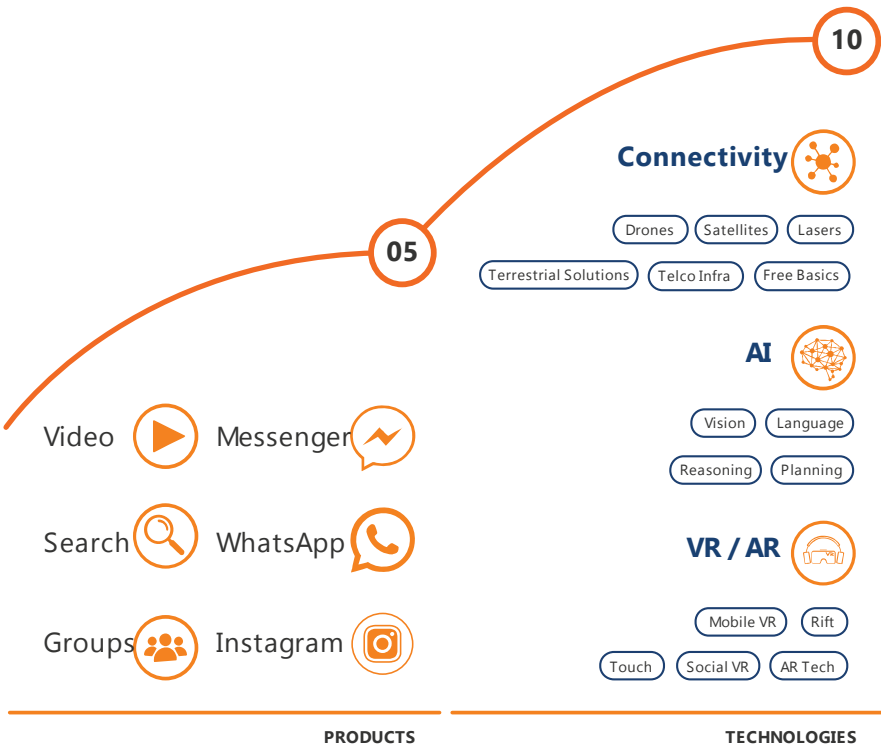 10
Connectivity
Drones Satellites Lasers
05
Terrestrial Solutions Telco Infra Free Basics
AI
Vision Language
Video Messenger
Reasoning Planning
Search WhatsApp
VR / AR
VR
Mobile VR Rift
Groups Instagram
Touch Social VR AR Tech
PRODUCTS TECHNOLOGIES